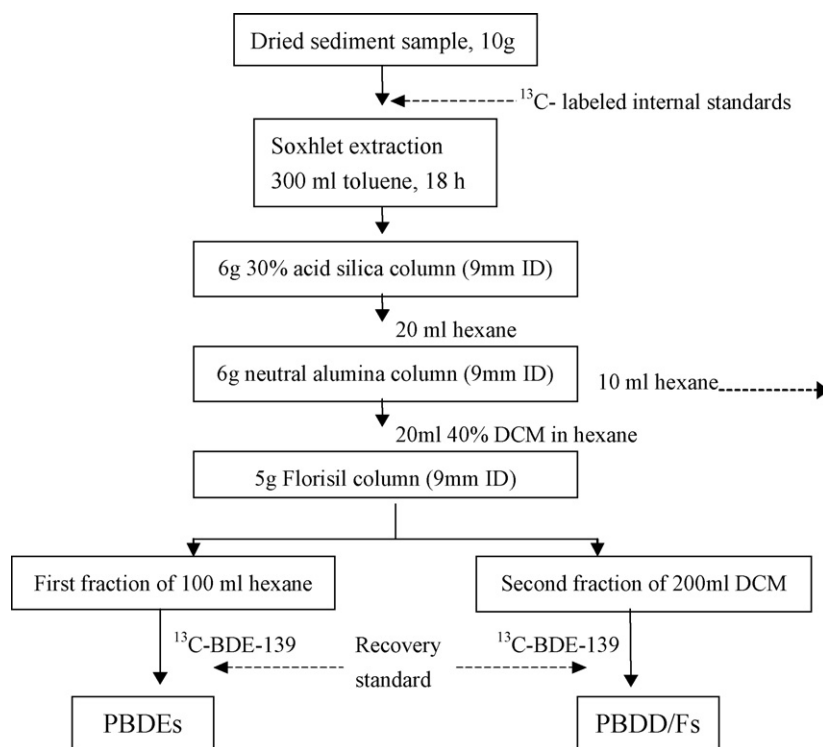 Dried sediment sample, 10g
¹³C- labeled internal standards
Soxhlet extraction
300 ml toluene, 18 h
6g 30% acid silica column (9mm ID)
20 ml hexane
6g neutral alumina column (9mm ID)
10 ml hexane
20ml 40% DCM in hexane
5g Florisil column (9mm ID)
First fraction of 100 ml hexane
Second fraction of 200ml DCM
¹³C-BDE-139
Recovery
standard
¹³C-BDE-139
PBDEs
PBDD/Fs